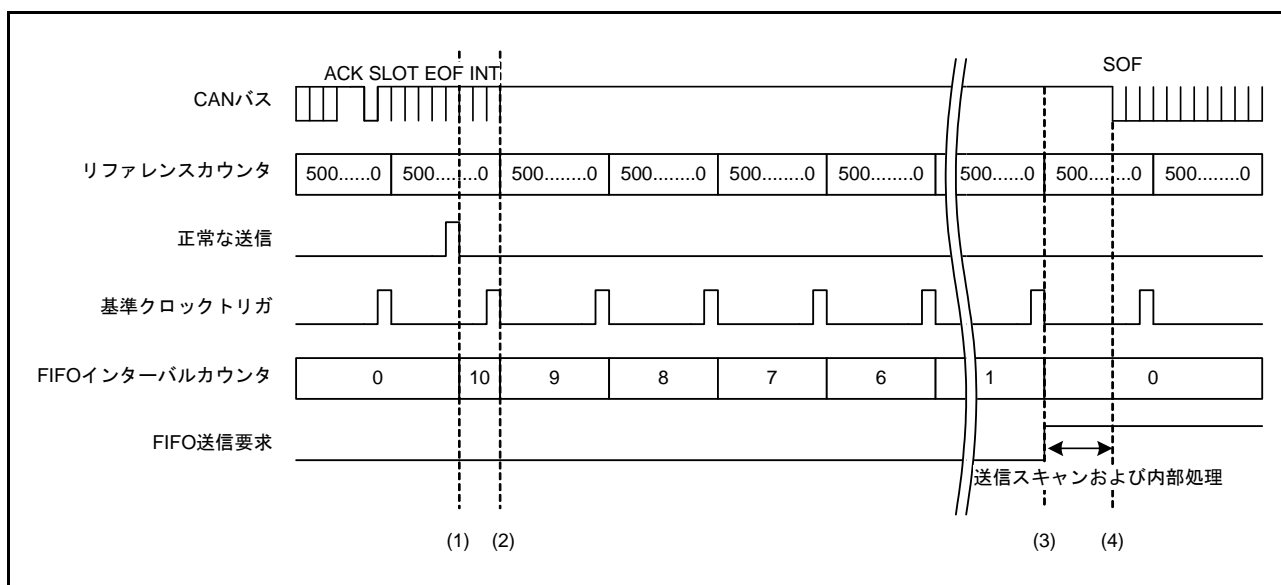 ACK SLOT EOF INT
SOF
CANバス
リファレンスカウンタ
500......0 500........0 500........0 500........0 500........0 500........0 500......0 500........0 500........0
正常な送信
基準クロックトリガ
FIFOインターバルカウンタ
0 10 9 8 7 6 1 0
FIFO送信要求
送信スキャンおよび内部処理
(1) (2) (3) (4)